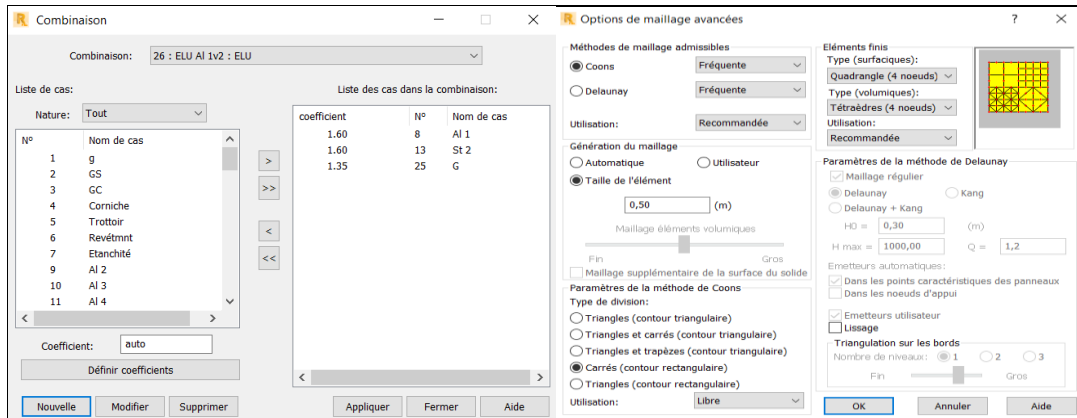 Combinaison
Combinaison: 26 : ELU Al 1v2 : ELU
Liste de cas:
Nature: Tout
N° Nom de cas
1 g
2 GS
3 GC
4 Corniche
5 Trottoir
6 Revétmnt
7 Etanchité
9 Al 2
10 Al 3
11 Al 4
Coefficient: auto
Définir coefficients
Nouvelle Modifier Supprimer
> 
>>
<
<<
Liste des cas dans la combinaison:
coefficient N° Nom de cas
1.60 8 Al 1
1.60 13 St 2
1.35 25 G
Appliquer Fermer Aide
Options de maillage avancées
Méthodes de maillage admissibles
Coons Fréquente
Delaunay Fréquente
Utilisation: Recommandée
Génération du maillage
Automatique Utilisateur
Taille de l'élément
0,50 (m)
Maillage éléments volumiques
Fin Gros
Maillage supplémentaire de la surface du solide
Paramètres de la méthode de Coons
Type de division:
Triangles (contour triangulaire)
Triangles et carrés (contour triangulaire)
Triangles et trapèzes (contour triangulaire)
Carrés (contour rectangulaire)
Triangles (contour rectangulaire)
Utilisation: Libre
Eléments finis
Type (surfaciques):
Quadrangle (4 noeuds)
Type (volumiques):
Tétraèdres (4 noeuds)
Utilisation:
Recommandée
Paramètres de la méthode de Delaunay
Maillage régulier
Delaunay Kang
Delaunay + Kang
H0 = 0,30 (m)
H max = 1000,00 Q = 1,2
Emetteurs automatiques:
Dans les points caractéristiques des panneaux
Dans les noeuds d'appui
Emetteurs utilisateur
Lissage
Triangulation sur les bords
Nombre de niveaux: 1 2 3
Fin Gros
OK Annuler Aide